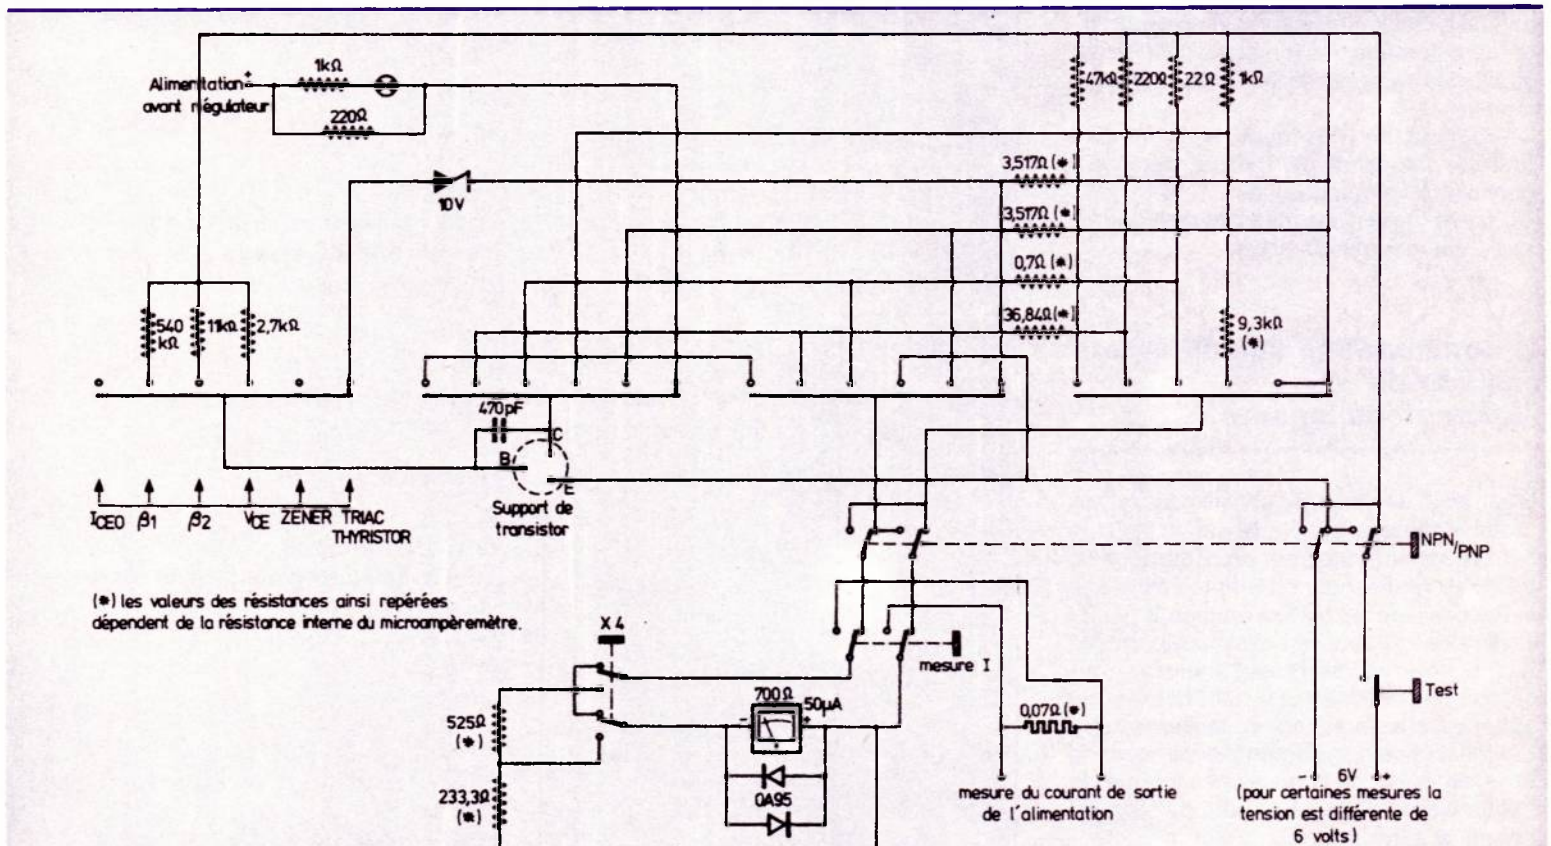 1kΩ
Alimentation +
avant régulateur
220Ω
47kΩ
220Ω
22Ω
1kΩ
10V
3,517Ω (*)
3,517Ω (*)
0,7Ω (*)
36,84Ω (*)
540
kΩ
11kΩ
2,7kΩ
9,3kΩ
(*)
470pF
C
B
E
Support de
transistor
ICEO β1 β2 VCE ZENER TRIAC
THYRISTOR
NPN/PNP
(*) les valeurs des résistances ainsi repérées
dépendent de la résistance interne du microampèremètre.
X 4
mesure I
Test
700Ω
50µA
- +
525Ω
(*)
0,07Ω (*)
0A95
233,3Ω
(*)
mesure du courant de sortie
de l'alimentation
- 6V +
(pour certaines mesures la
tension est différente de
6 volts)